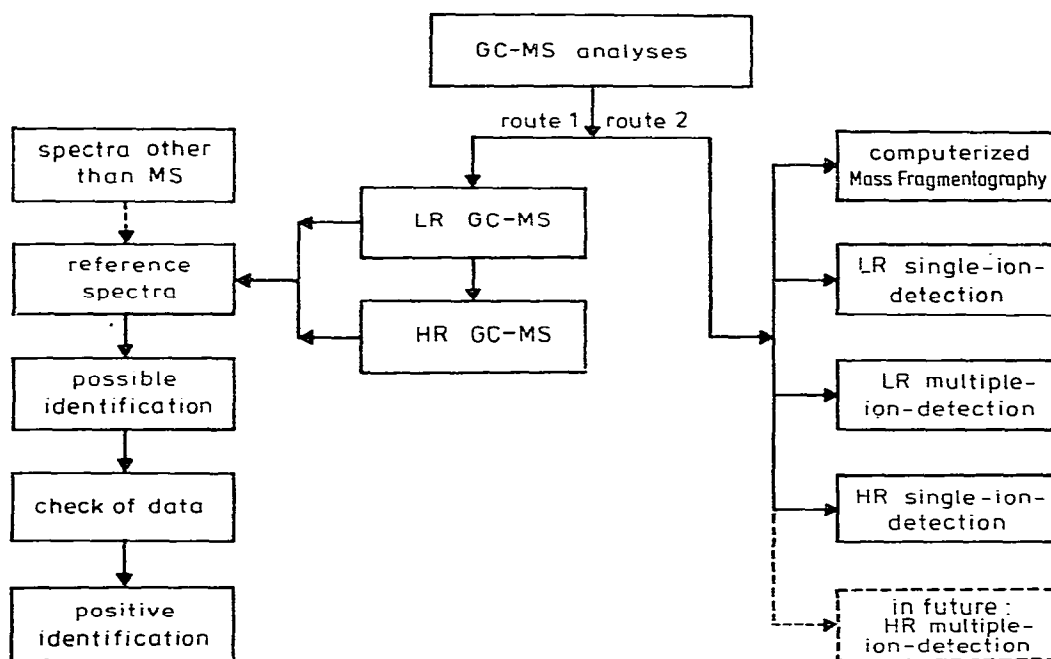 GC-MS analyses
route 1 route 2
spectra other
than MS
reference
spectra
possible
identification
check of data
positive
identification
LR GC-MS
HR GC-MS
computerized
Mass Fragmentography
LR single-ion-
detection
LR multiple-
ion-detection
HR single-ion-
detection
in future :
HR multiple-
ion-detection